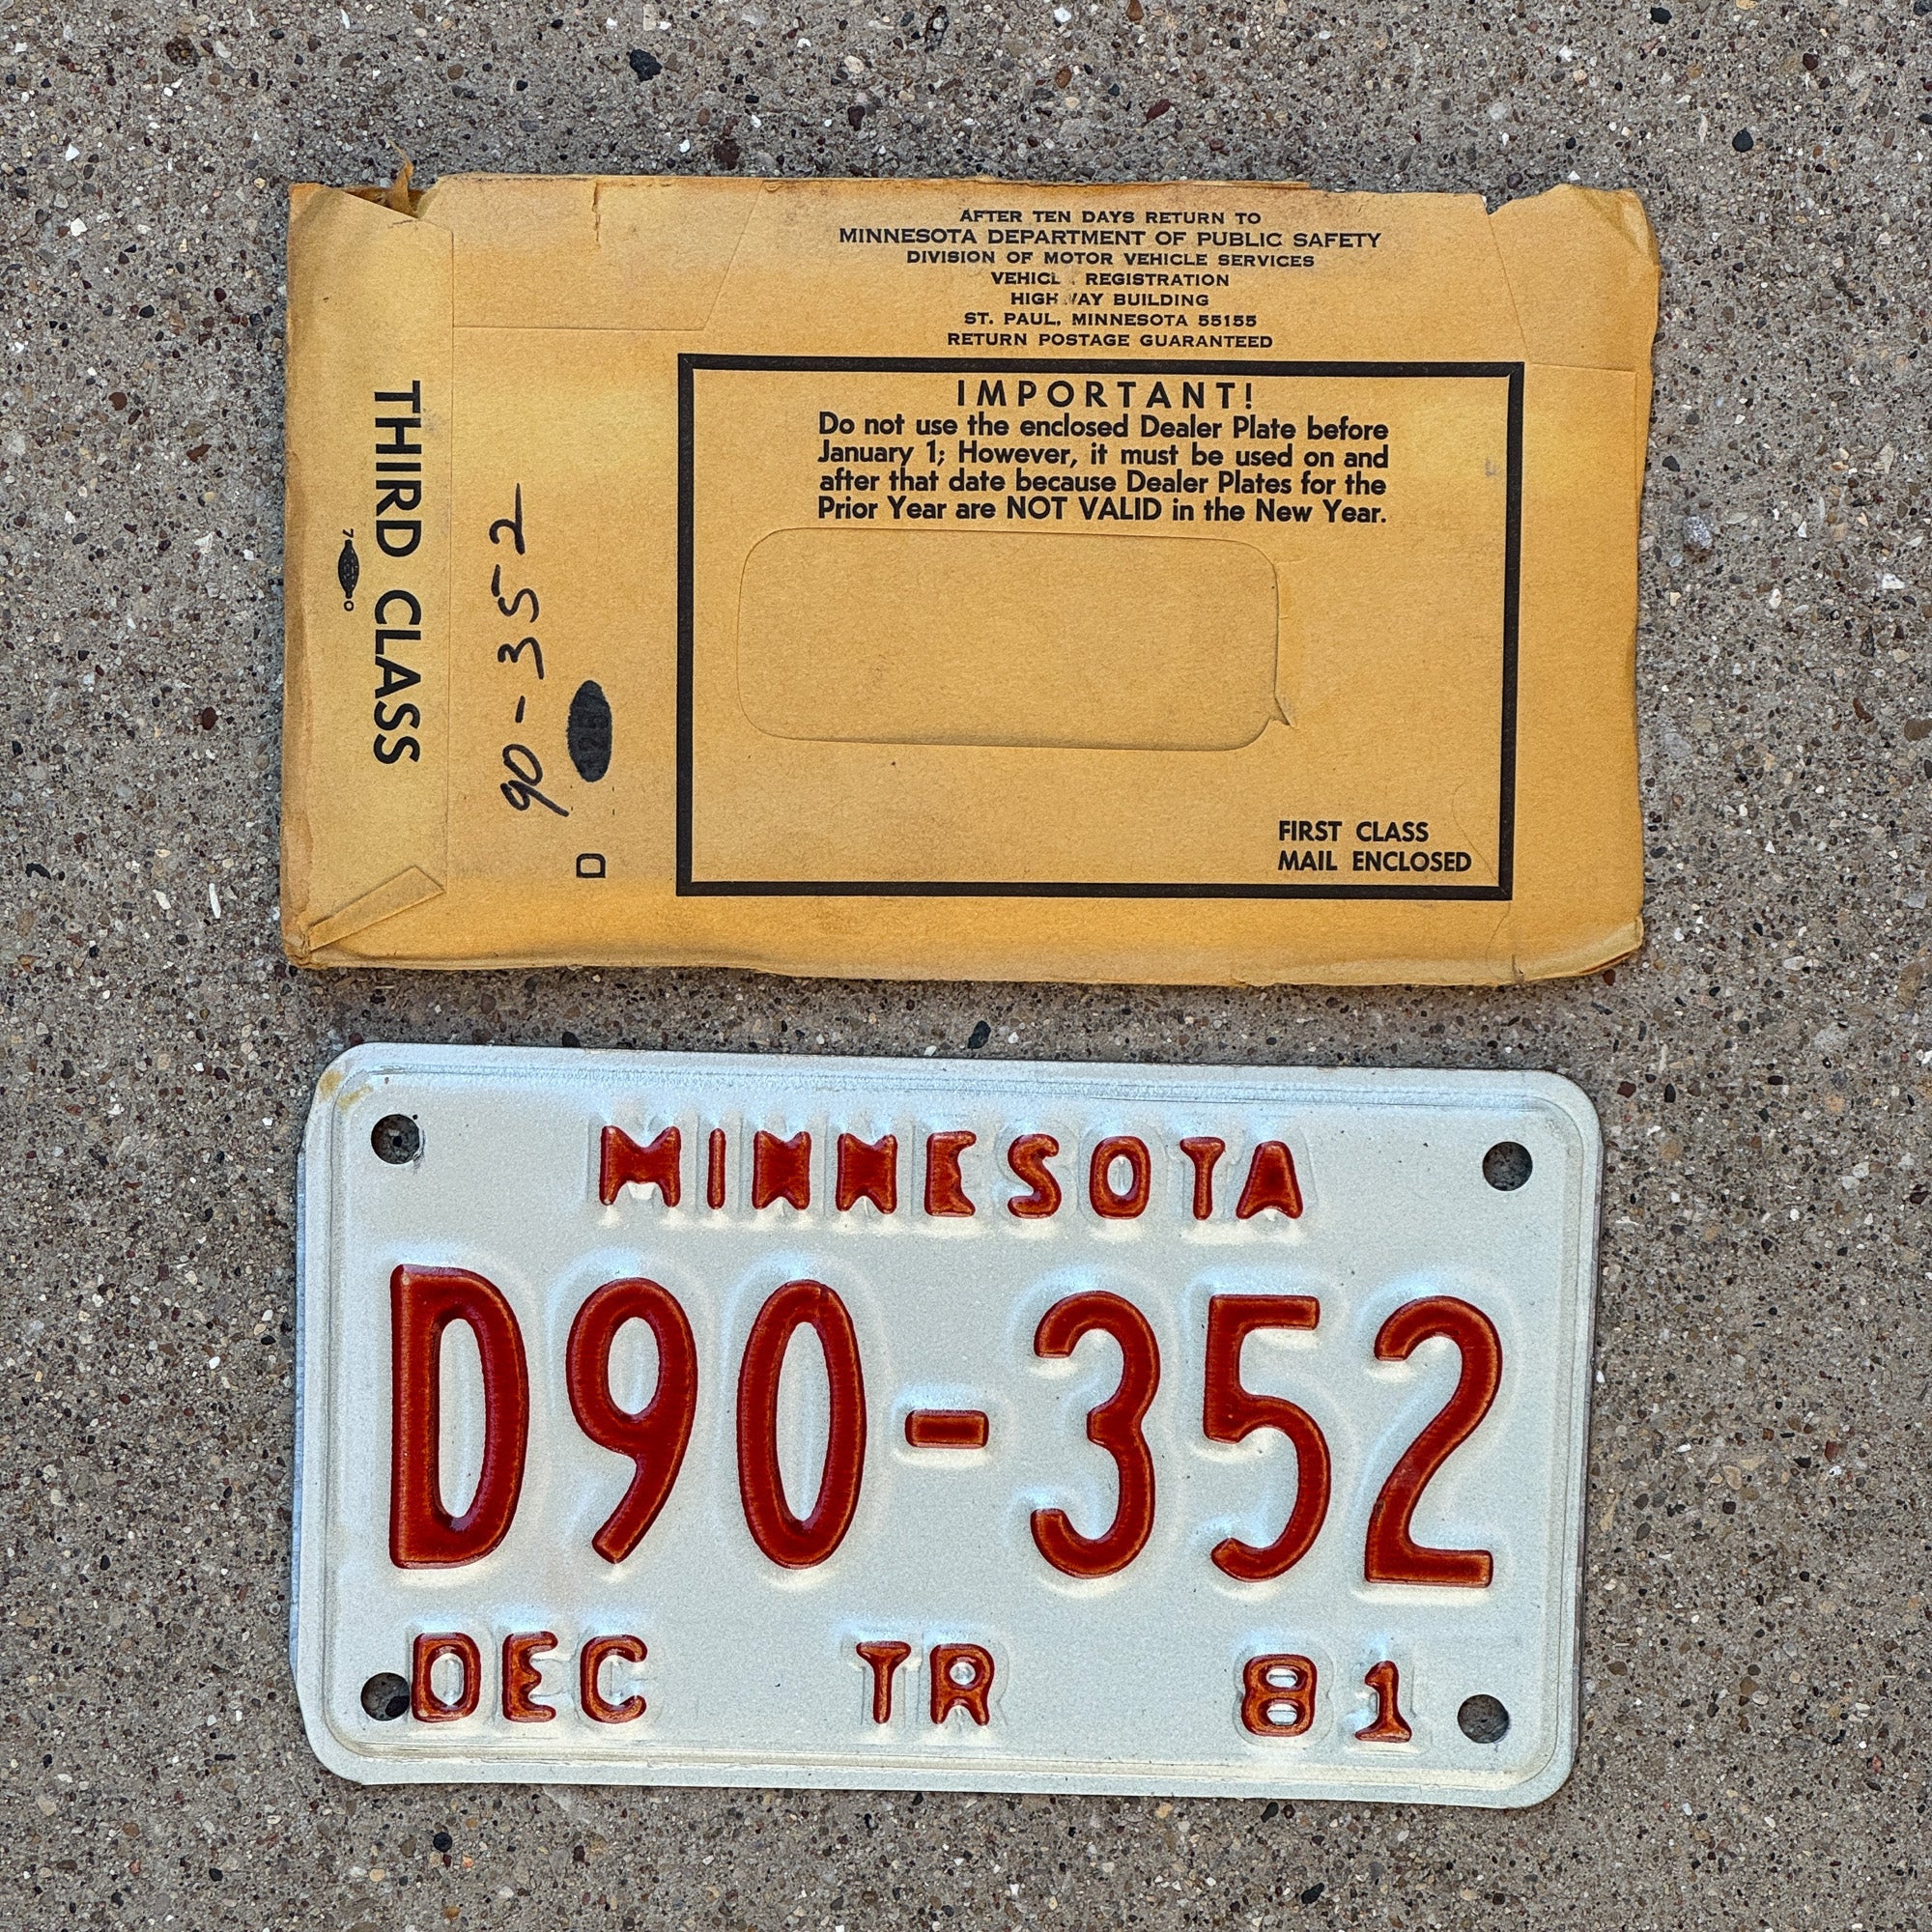 AFTER TEN DAYS RETURN TO
MINNESOTA DEPARTMENT OF PUBLIC SAFETY
DIVISION OF MOTOR VEHICLE SERVICES
VEHICL REGISTRATION
HIGH WAY BUILDING
ST. PAUL, MINNESOTA 55155
RETURN POSTAGE GUARANTEED
IMPORTANT!
Do not use the enclosed Dealer Plate before
January 1; However, it must be used on and
after that date because Dealer Plates for the
Prior Year are NOT VALID in the New Year.
FIRST CLASS
MAIL ENCLOSED
THIRD CLASS
90-352
D
MINNESOTA
D90-352
DEC TR 81